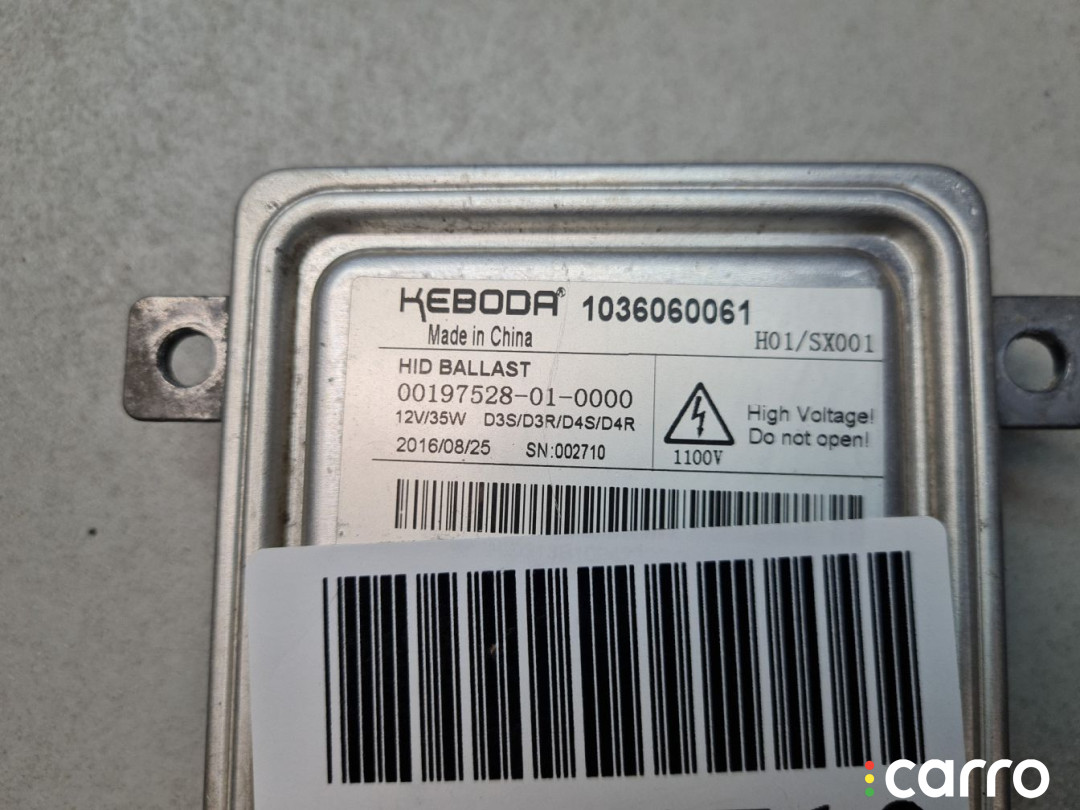 KEBODA® 1036060061
Made in China H01/SX001
HID BALLAST
00197528-01-0000
12V/35W D3S/D3R/D4S/D4R
2016/08/25 SN:002710
High Voltage!
Do not open!
1100V
carro